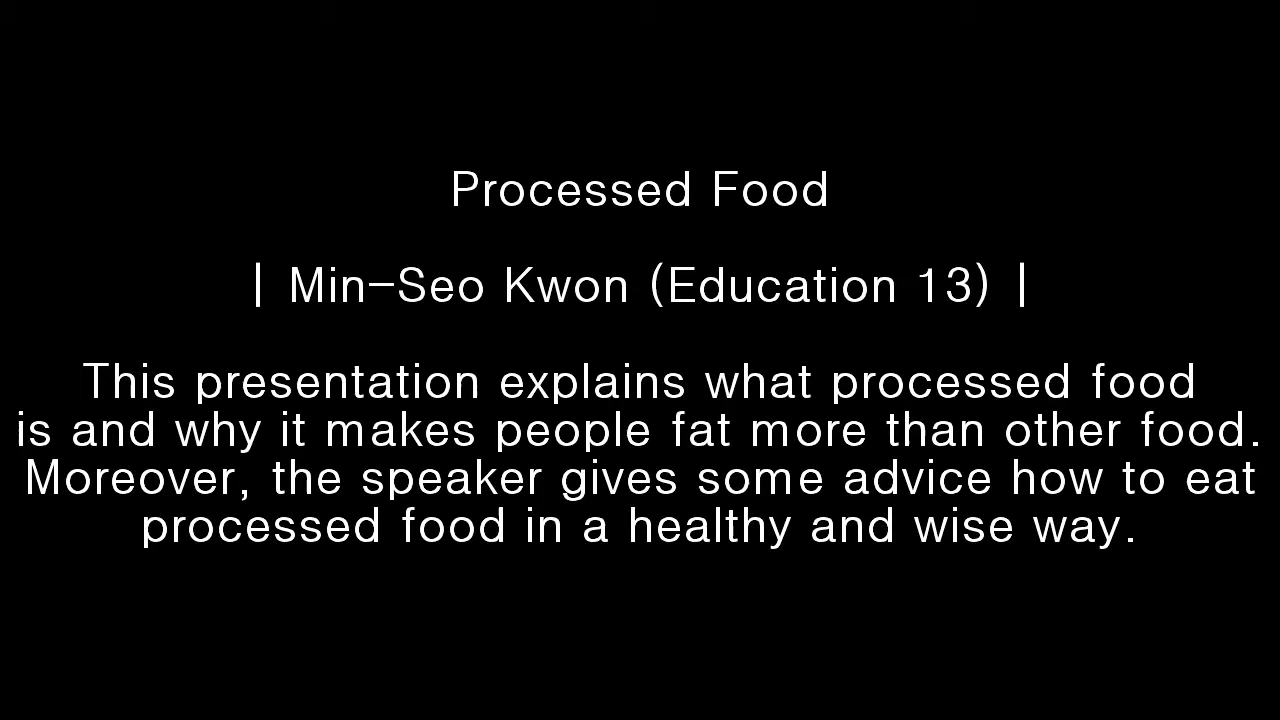 Processed Food
| Min-Seo Kwon (Education 13) |
This presentation explains what processed food
is and why it makes people fat more than other food.
Moreover, the speaker gives some advice how to eat
processed food in a healthy and wise way.